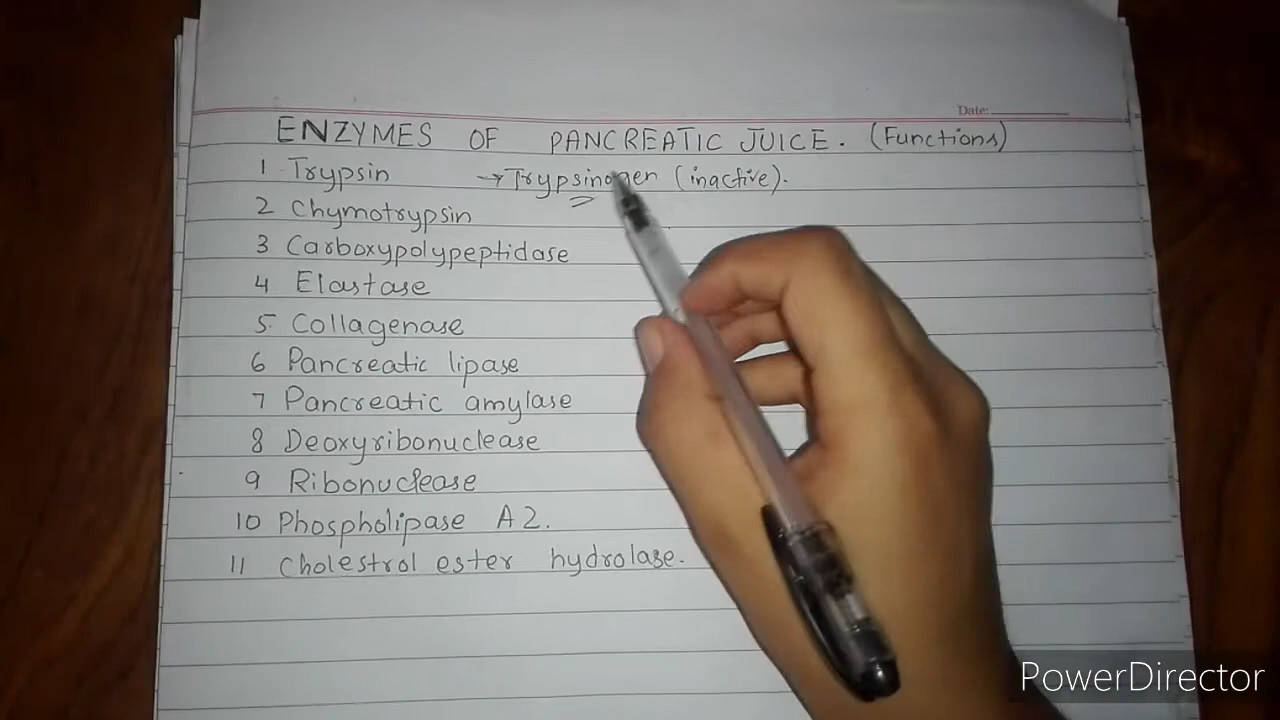 Date:
ENZYMES OF PANCREATIC JUICE. (Functions)
1 Trypsin → Trypsinogen (inactive).
2 Chymotrypsin
3 Carboxypolypeptidase
4 Elastase
5. Collagenase
6 Pancreatic lipase
7 Pancreatic amylase
8 Deoxyribonuclease
9 Ribonuclease
10 Phospholipase A2.
11 Cholestrol ester hydrolase.
PowerDirector